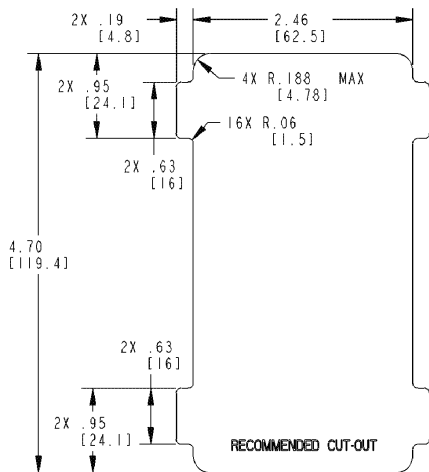 2X .19
[4.8]
2.46
[62.5]
2X .95
[24.1]
4X R.188 MAX
[4.78]
16X R.06
[1.5]
2X .63
[16]
4.70
[119.4]
2X .63
[16]
2X .95
[24.1]
RECOMMENDED CUT-OUT